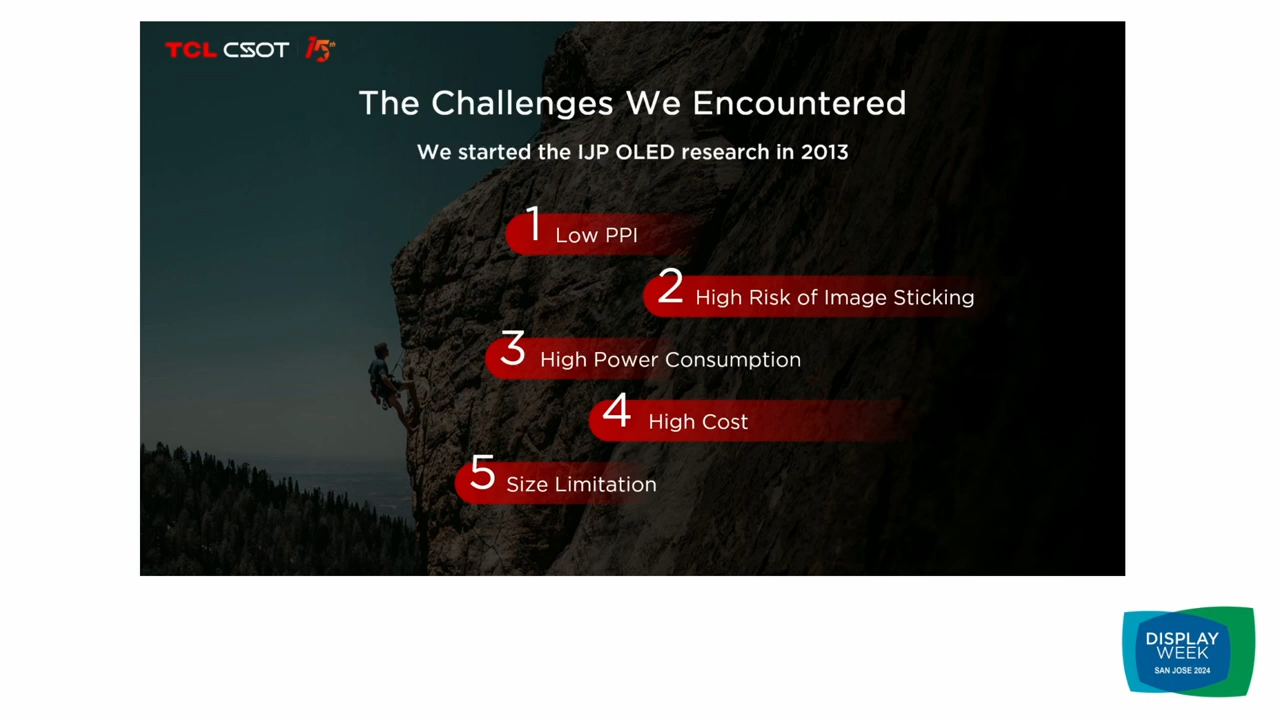 TCL CSOT 15th
The Challenges We Encountered
We started the IJP OLED research in 2013
1 Low PPI
2 High Risk of Image Sticking
3 High Power Consumption
4 High Cost
5 Size Limitation
DISPLAY
WEEK
SAN JOSE 2024